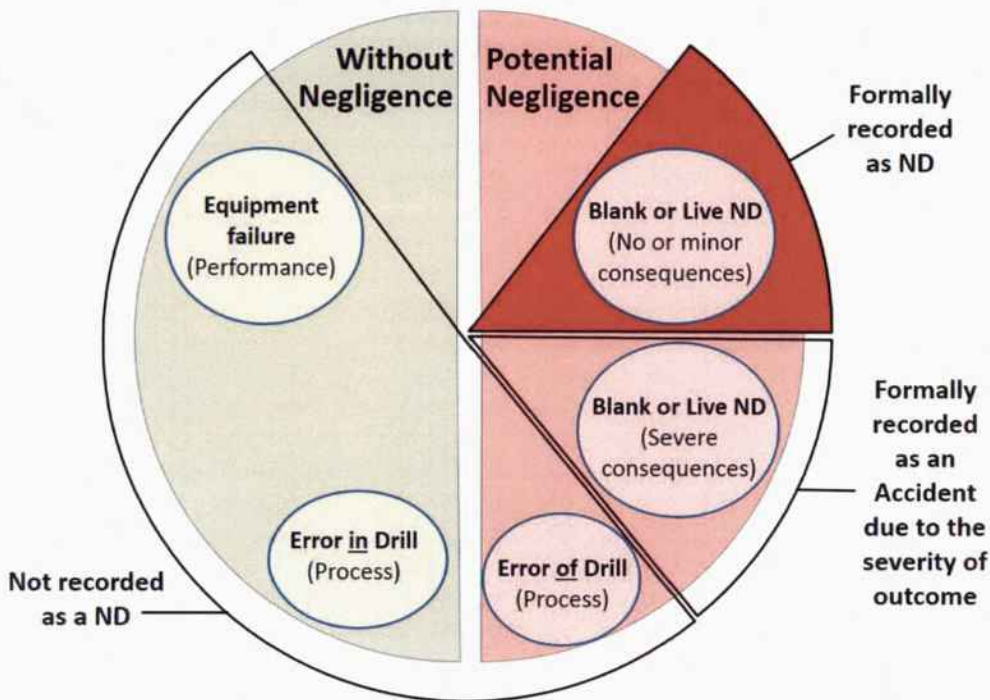 Without
Negligence
Potential
Negligence
Formally
recorded
as ND
Equipment
failure
(Performance)
Blank or Live ND
(No or minor
consequences)
Blank or Live ND
(Severe
consequences)
Formally
recorded
as an
Accident
due to the
severity of
outcome
Error in Drill
(Process)
Error of Drill
(Process)
Not recorded
as a ND